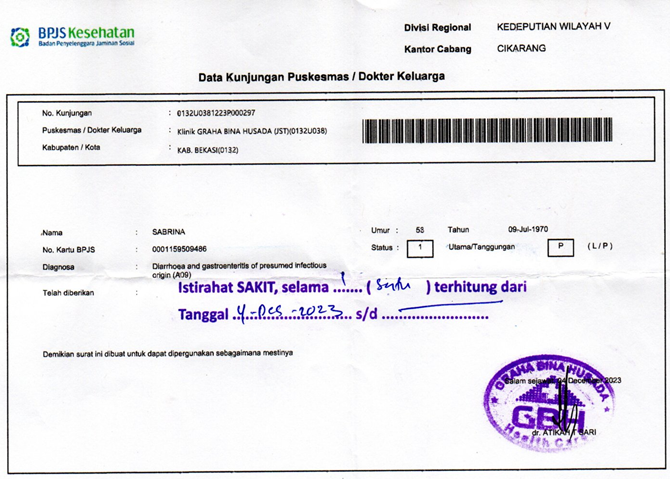 BPJS Kesehatan
Badan Penyelenggara Jaminan Sosial
Divisi Regional KEDEPUTIAN WILAYAH V
Kantor Cabang CIKARANG
Data Kunjungan Puskesmas / Dokter Keluarga
No. Kunjungan : 0132U0381223P000297
Puskesmas / Dokter Keluarga : Klinik GRAHA BINA HUSADA (JST)(0132U038)
Kabupaten / Kota : KAB. BEKASI(0132)
Nama : SABRINA Umur : 53 Tahun 09-Jul-1970
No. Kartu BPJS : 0001159509486 Status : 1 Utama/Tanggungan P (L / P)
Diagnosa : Diarrhoea and gastroenteritis of presumed infectious
origin (A09)
Telah diberikan : Istirahat SAKIT, selama ...1... ( satu ) terhitung dari
Tanggal 4-Des-2023 s/d ..........................
Demikian surat ini dibuat untuk dapat dipergunakan sebagaimana mestinya
GRAHA BINA HUSADA
Salam sejawat, 04 December 2023
GBH
Health Care
dr. ATIKAH T SARI